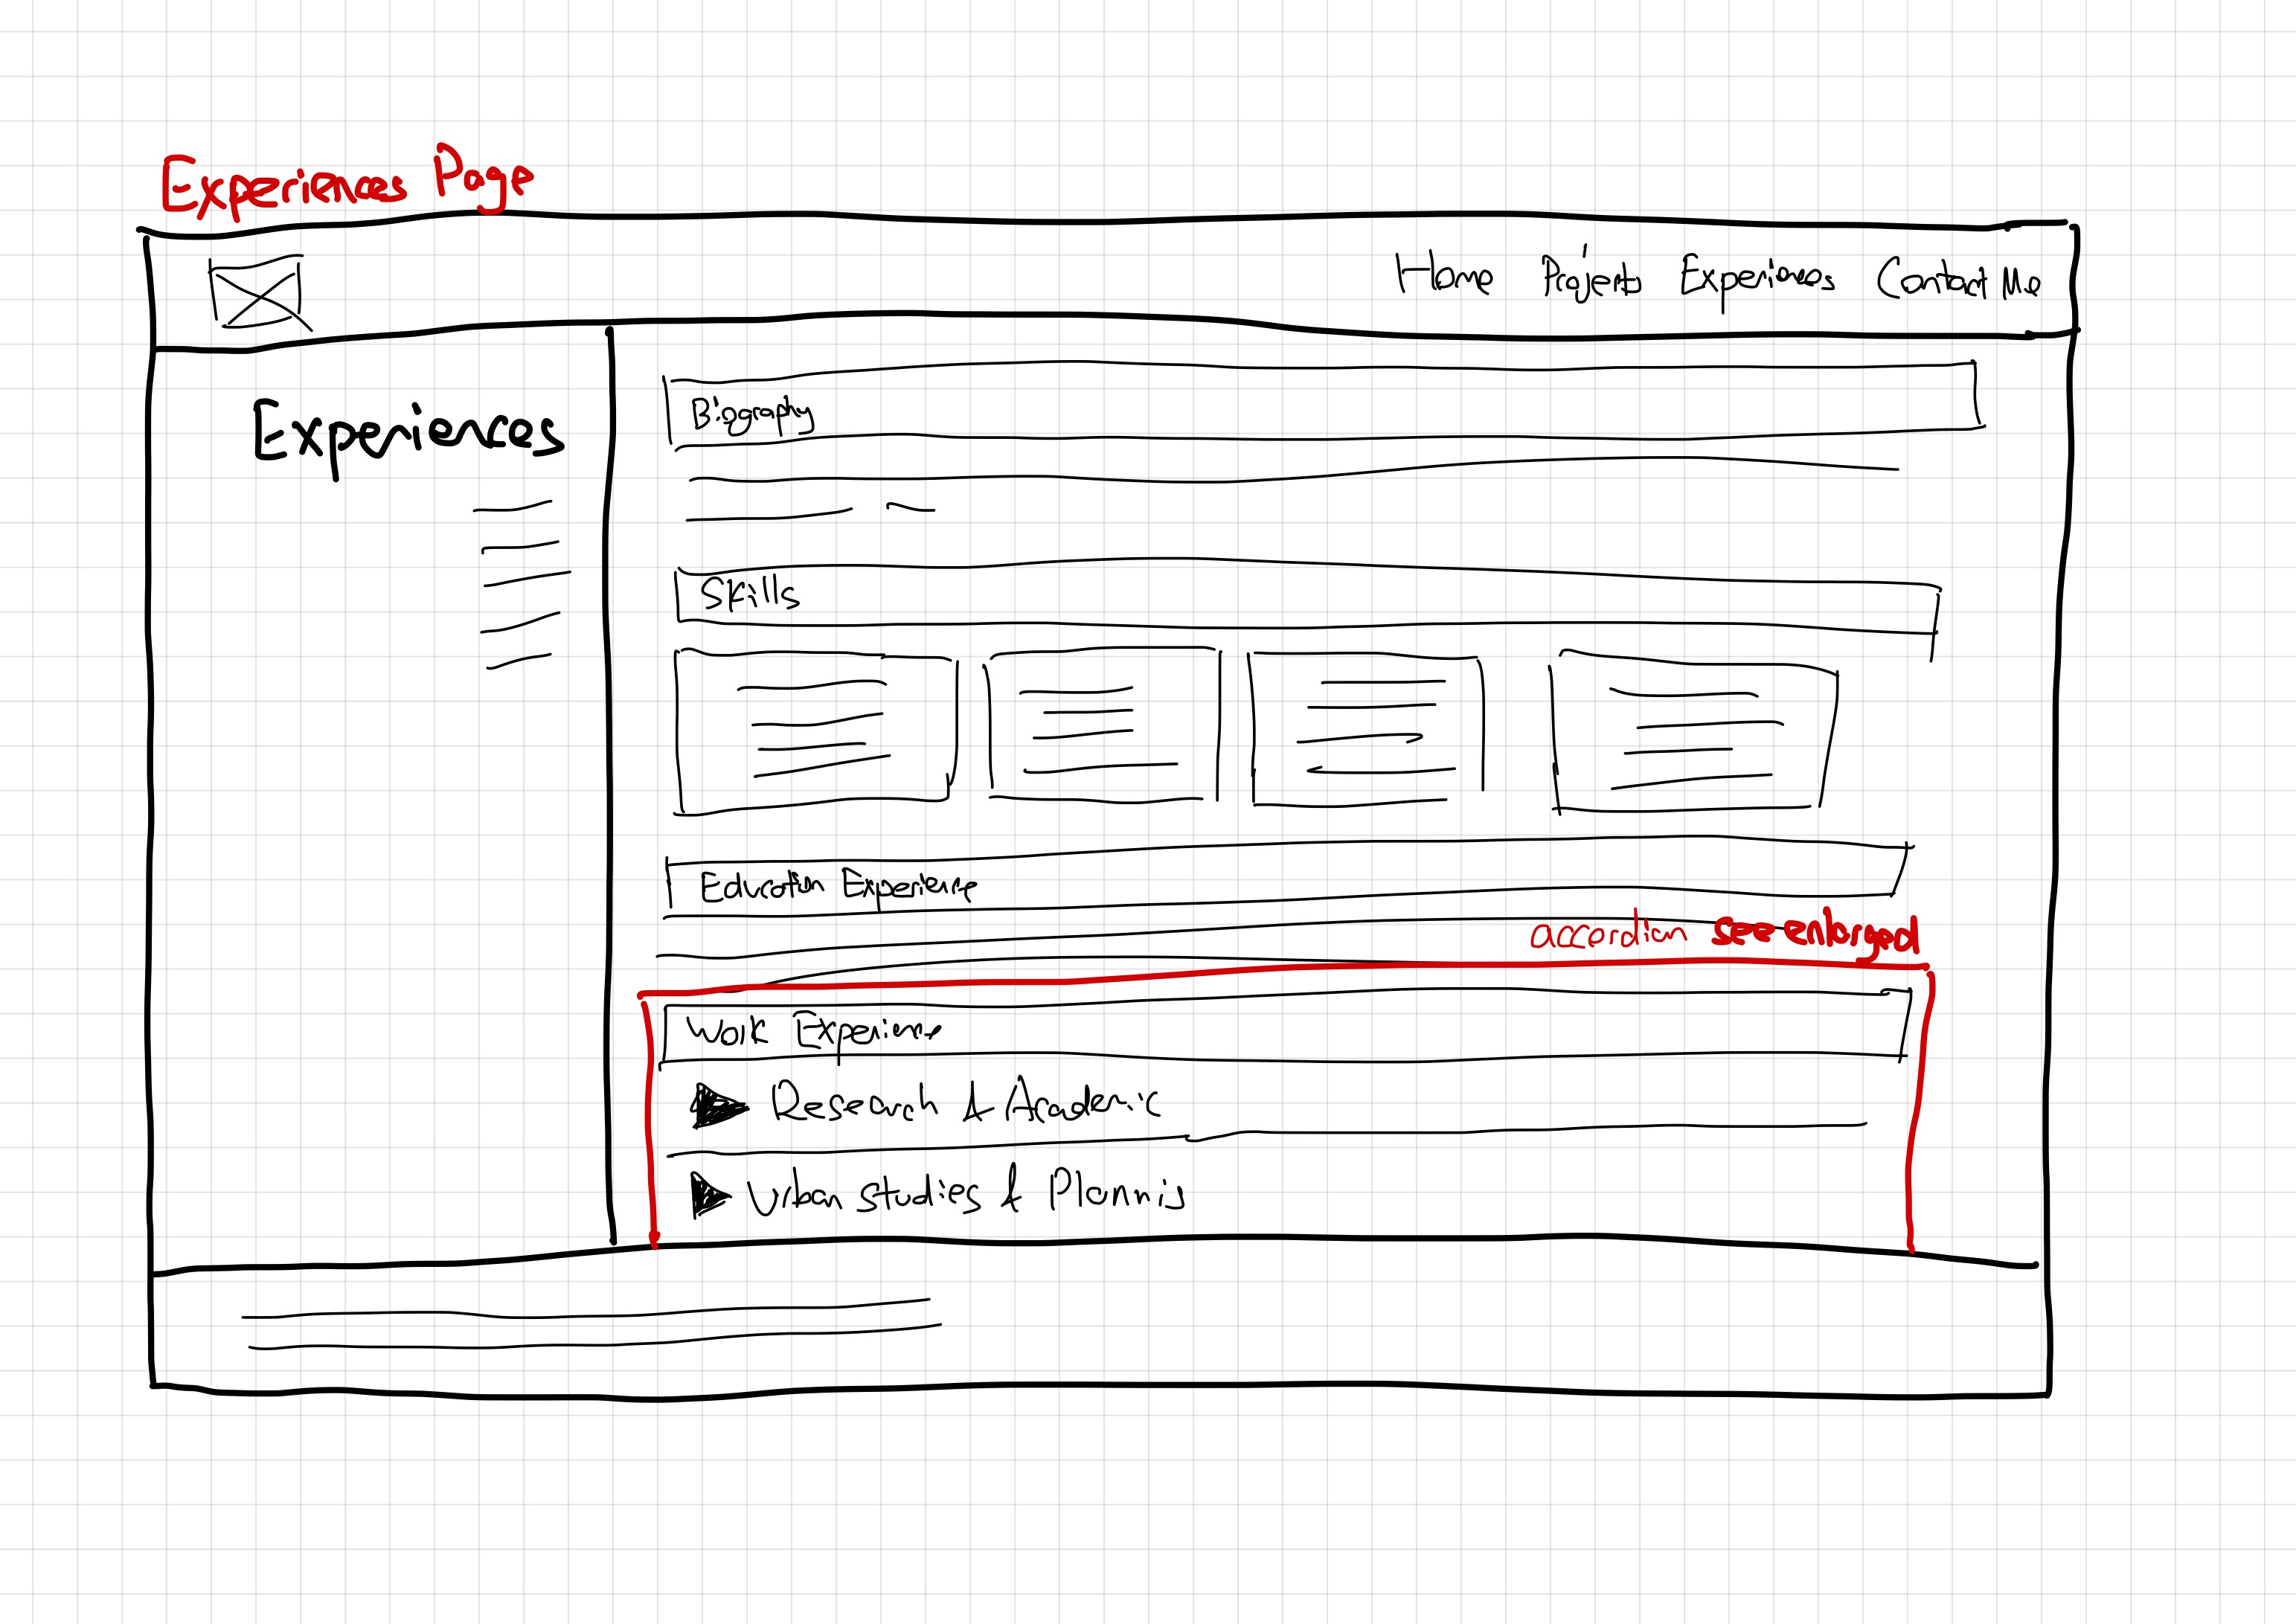 Experiences Page
Home Projects Experiences Contact Me
Experiences
Biography
Skills
Education Experience
accordian see enlarged
Work Experience
Research & Academic
Urban studies & Planning